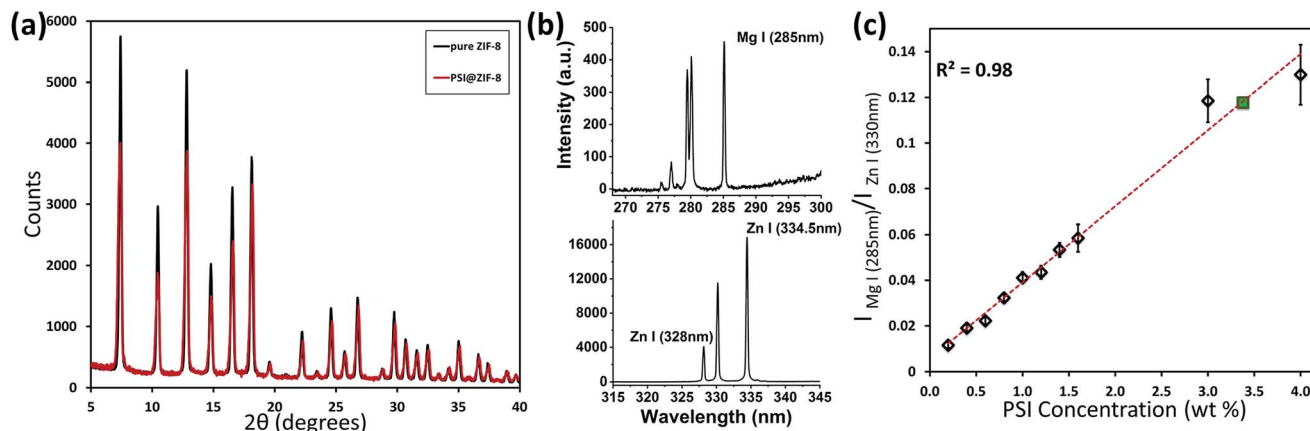 (a)
6000
5000
4000
3000
2000
1000
0
Counts
pure ZIF-8
PSI@ZIF-8
5 10 15 20 25 30 35 40
2θ (degrees)
(b)
500
400
300
200
100
0
Intensity (a.u.)
Mg I (285nm)
270 275 280 285 290 295 300
16000
12000
8000
4000
0
Zn I (334.5nm)
Zn I (328nm)
315 320 325 330 335 340 345
Wavelength (nm)
(c)
0.14
0.12
0.1
0.08
0.06
0.04
0.02
0
I Mg I (285nm)/I Zn I (330nm)
R² = 0.98
0.0 0.5 1.0 1.5 2.0 2.5 3.0 3.5 4.0
PSI Concentration (wt %)